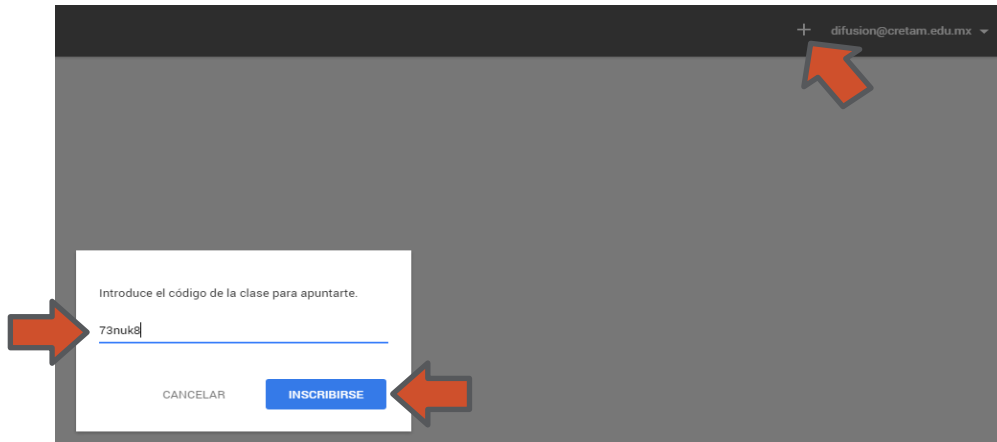 + difusion@cretam.edu.mx
Introduce el código de la clase para apuntarte.
73nuk8
CANCELAR INSCRIBIRSE